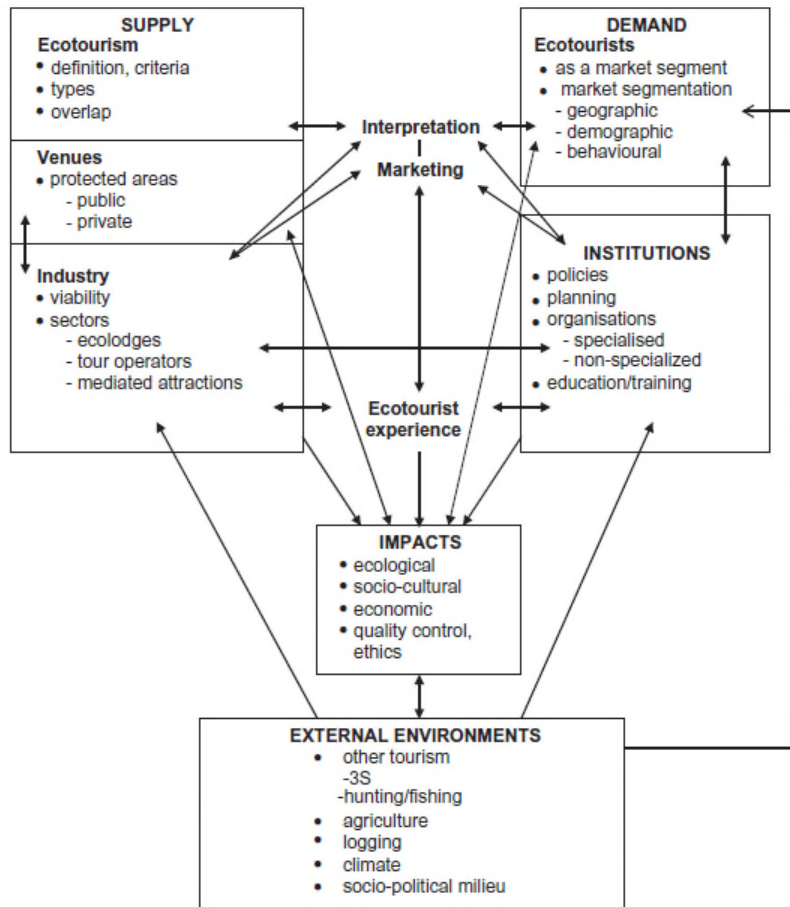 SUPPLY
Ecotourism
• definition, criteria
• types
• overlap
Venues
• protected areas
- public
- private
Industry
• viability
• sectors
- ecolodges
- tour operators
- mediated attractions
Interpretation
Marketing
Ecotourist
experience
DEMAND
Ecotourists
• as a market segment
• market segmentation
- geographic
- demographic
- behavioural
INSTITUTIONS
• policies
• planning
• organisations
- specialised
- non-specialized
• education/training
IMPACTS
• ecological
• socio-cultural
• economic
• quality control,
ethics
EXTERNAL ENVIRONMENTS
• other tourism
-3S
-hunting/fishing
• agriculture
• logging
• climate
• socio-political milieu